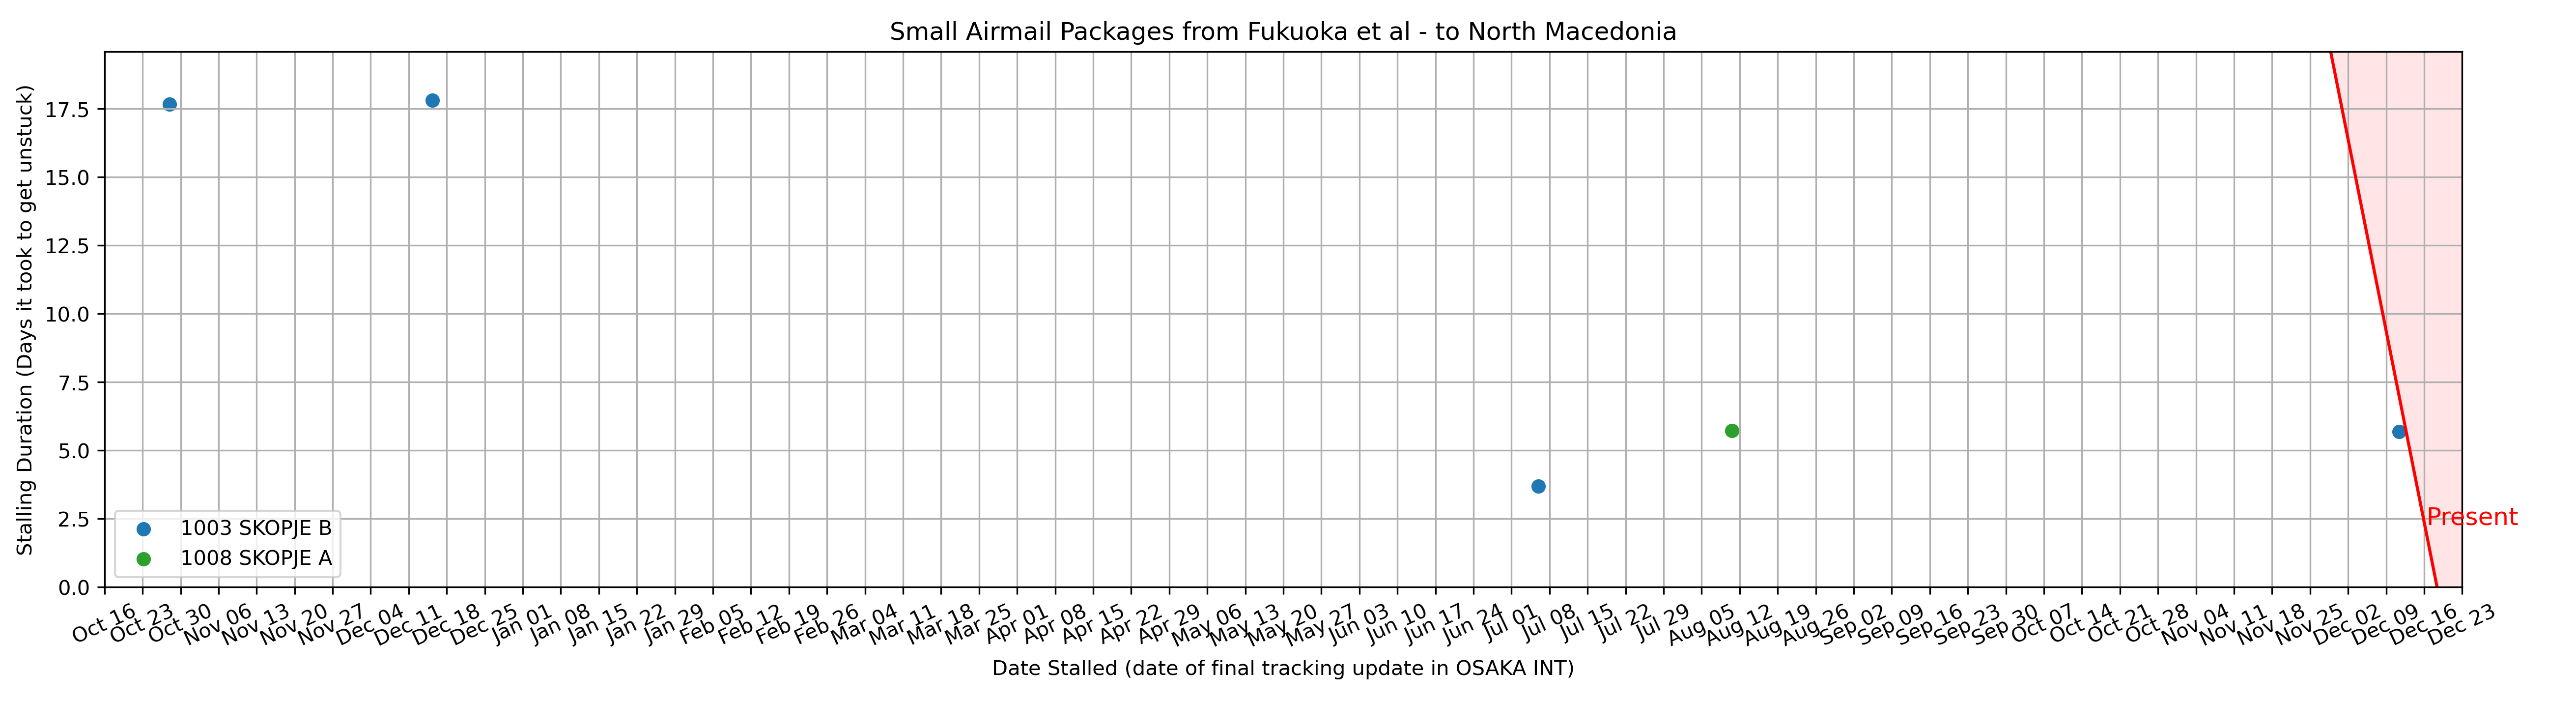 Small Airmail Packages from Fukuoka et al - to North Macedonia
Stalling Duration (Days it took to get unstuck)
17.5
15.0
12.5
10.0
7.5
5.0
2.5
0.0
1003 SKOPJE B
1008 SKOPJE A
Present
Oct 16
Oct 23
Oct 30
Nov 06
Nov 13
Nov 20
Nov 27
Dec 04
Dec 11
Dec 18
Dec 25
Jan 01
Jan 08
Jan 15
Jan 22
Jan 29
Feb 05
Feb 12
Feb 19
Feb 26
Mar 04
Mar 11
Mar 18
Mar 25
Apr 01
Apr 08
Apr 15
Apr 22
Apr 29
May 06
May 13
May 20
May 27
Jun 03
Jun 10
Jun 17
Jun 24
Jul 01
Jul 08
Jul 15
Jul 22
Jul 29
Aug 05
Aug 12
Aug 19
Aug 26
Sep 02
Sep 09
Sep 16
Sep 23
Sep 30
Oct 07
Oct 14
Oct 21
Oct 28
Nov 04
Nov 11
Nov 18
Nov 25
Dec 02
Dec 09
Dec 16
Dec 23
Date Stalled (date of final tracking update in OSAKA INT)